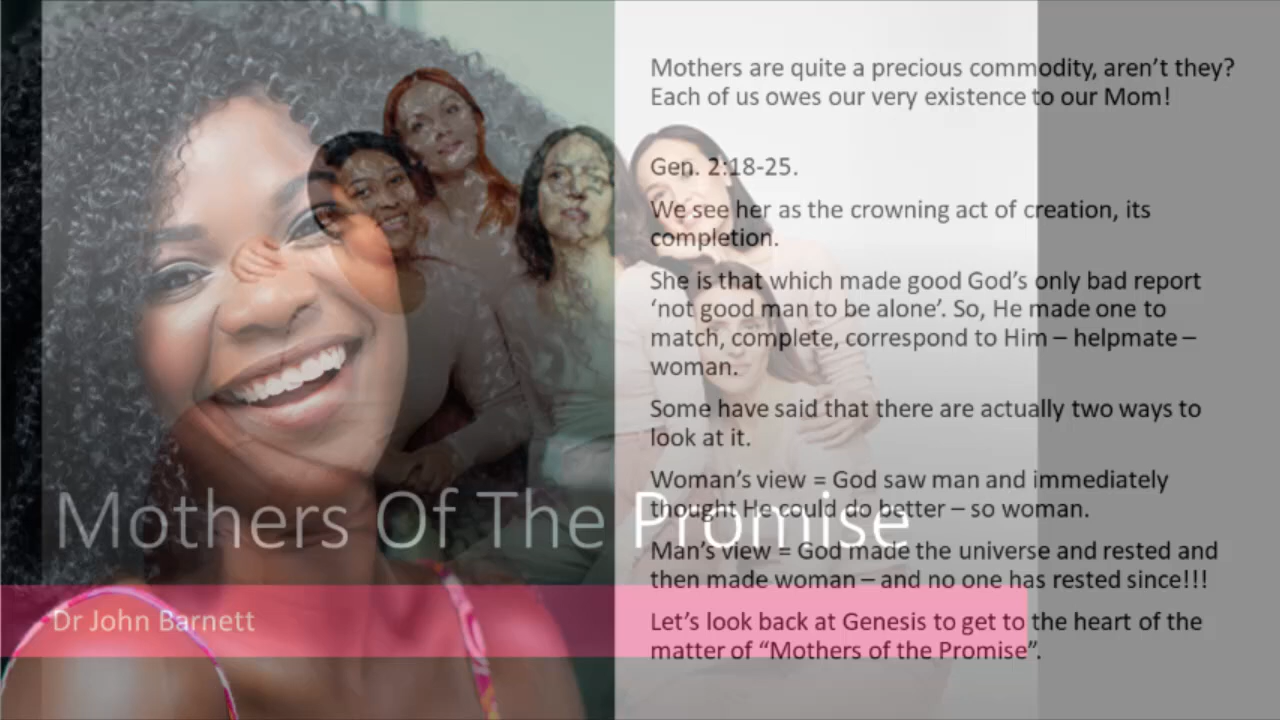 Mothers are quite a precious commodity, aren’t they?
Each of us owes our very existence to our Mom!
Gen. 2:18-25.
We see her as the crowning act of creation, its
completion.
She is that which made good God’s only bad report
‘not good man to be alone’. So, He made one to
match, complete, correspond to Him – helpmate –
woman.
Some have said that there are actually two ways to
look at it.
Woman’s view = God saw man and immediately
thought He could do better – so woman.
Man’s view = God made the universe and rested and
then made woman – and no one has rested since!!!
Let’s look back at Genesis to get to the heart of the
matter of “Mothers of the Promise”.
Mothers Of The Promise
Dr John Barnett